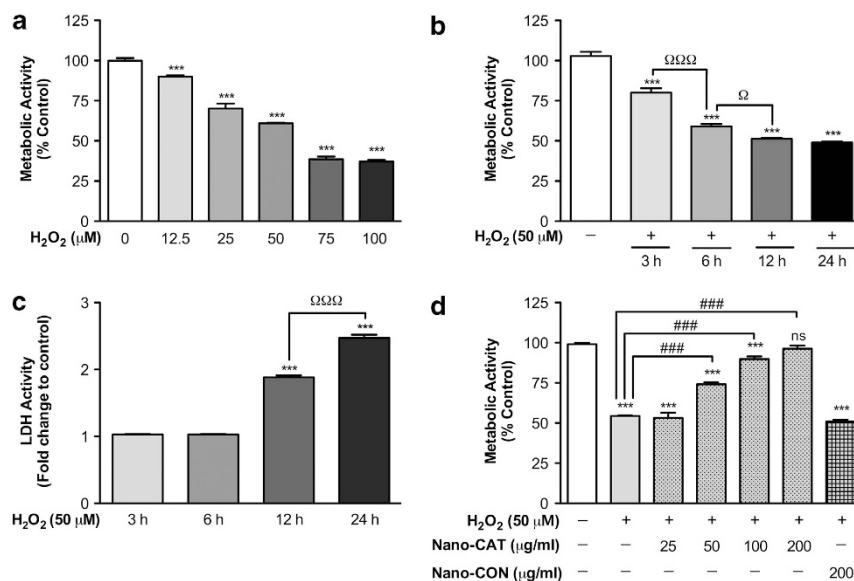 a
Metabolic Activity
(% Control)
125
100
75
50
25
0
*** *** *** *** ***
H₂O₂ (μM) 0 12.5 25 50 75 100
b
Metabolic Activity
(% Control)
125
100
75
50
25
0
ΩΩΩ
Ω
*** *** *** ***
H₂O₂ (50 μM) – + + + +
3 h 6 h 12 h 24 h
c
LDH Activity
(Fold change to control)
3
2
1
0
ΩΩΩ
*** ***
H₂O₂ (50 μM) 3 h 6 h 12 h 24 h
d
Metabolic Activity
(% Control)
125
100
75
50
25
0
###
###
###
*** *** *** *** ns ***
H₂O₂ (50 μM) – + + + + + +
Nano-CAT (μg/ml) – – 25 50 100 200 –
Nano-CON (μg/ml) – – – – – – 200